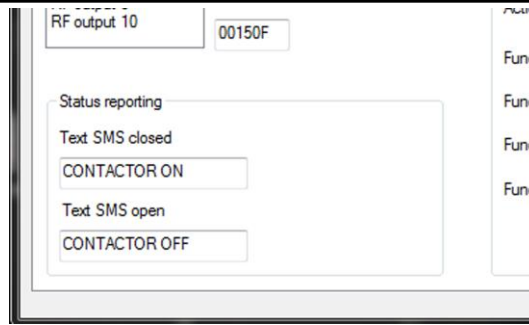 RF output 10
00150F
Status reporting
Text SMS closed
CONTACTOR ON
Text SMS open
CONTACTOR OFF